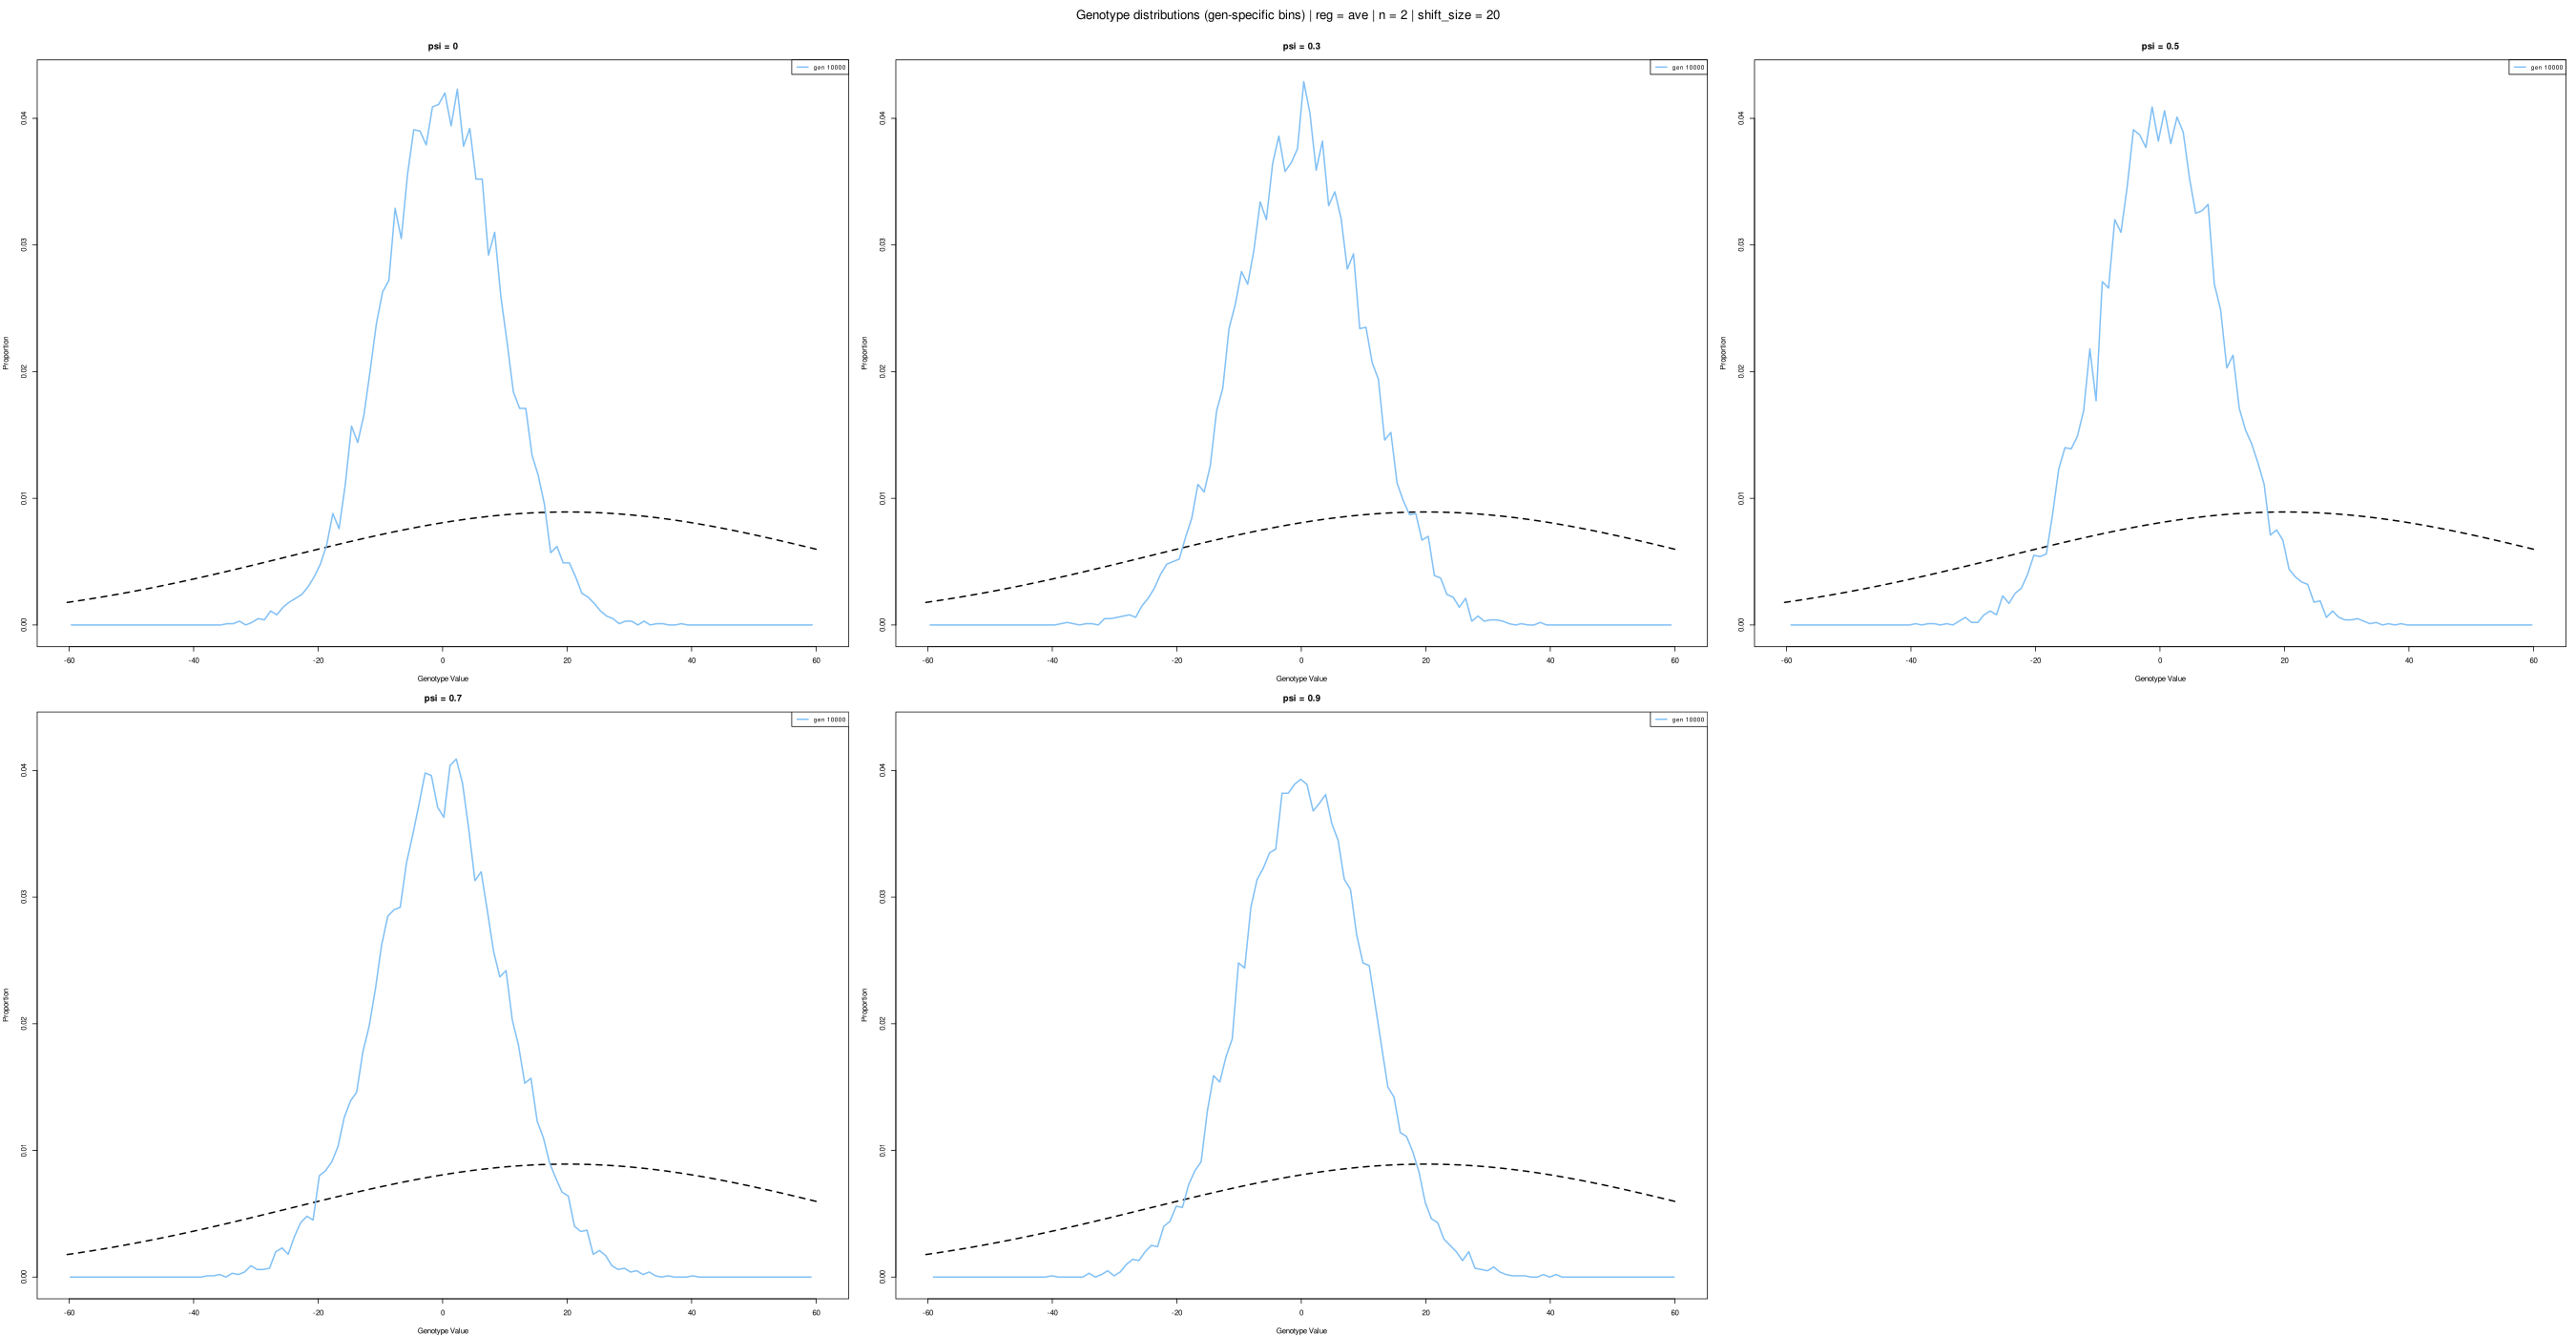 Genotype distributions (gen-specific bins) | reg = ave | n = 2 | shift_size = 20
psi = 0
gen 10000
Proportion
0.04
0.03
0.02
0.01
0.00
-60 -40 -20 0 20 40 60
Genotype Value
psi = 0.3
gen 10000
Proportion
0.04
0.03
0.02
0.01
0.00
-60 -40 -20 0 20 40 60
Genotype Value
psi = 0.5
gen 10000
Proportion
0.04
0.03
0.02
0.01
0.00
-60 -40 -20 0 20 40 60
Genotype Value
psi = 0.7
gen 10000
Proportion
0.04
0.03
0.02
0.01
0.00
-60 -40 -20 0 20 40 60
Genotype Value
psi = 0.9
gen 10000
Proportion
0.04
0.03
0.02
0.01
0.00
-60 -40 -20 0 20 40 60
Genotype Value